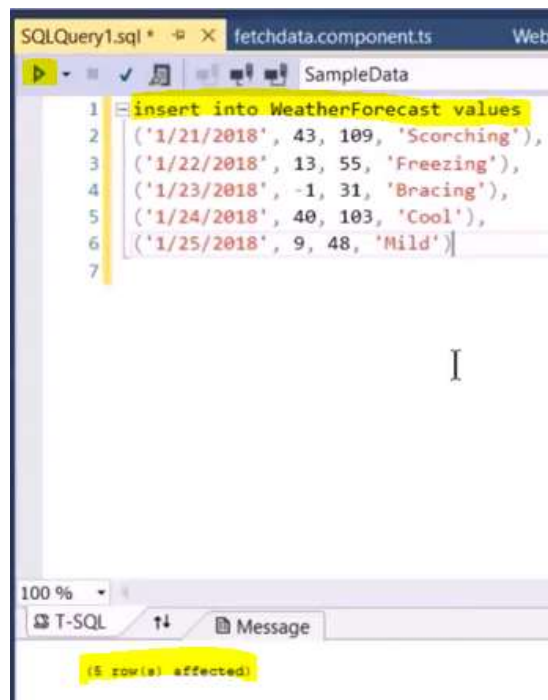 SQLQuery1.sql * fetchdata.component.ts Web
SampleData
1 insert into WeatherForecast values
2 ('1/21/2018', 43, 109, 'Scorching'),
3 ('1/22/2018', 13, 55, 'Freezing'),
4 ('1/23/2018', -1, 31, 'Bracing'),
5 ('1/24/2018', 40, 103, 'Cool'),
6 ('1/25/2018', 9, 48, 'Mild')
7
100 %
T-SQL Message
(5 row(s) affected)